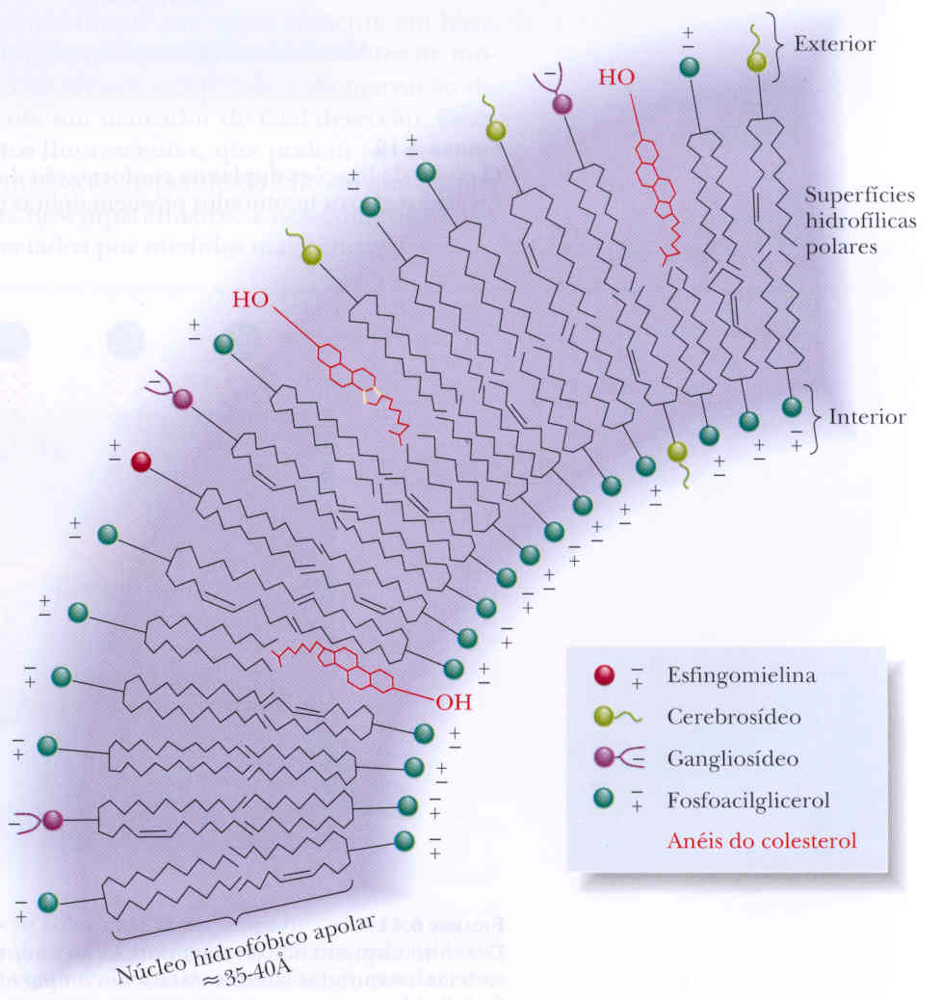 Exterior
HO
Superfícies
hidrofílicas
polares
HO
Interior
OH
Esfingomielina
Cerebrosídeo
Gangliosídeo
Fosfoacilglicerol
Anéis do colesterol
Núcleo hidrofóbico apolar
≈35-40Å